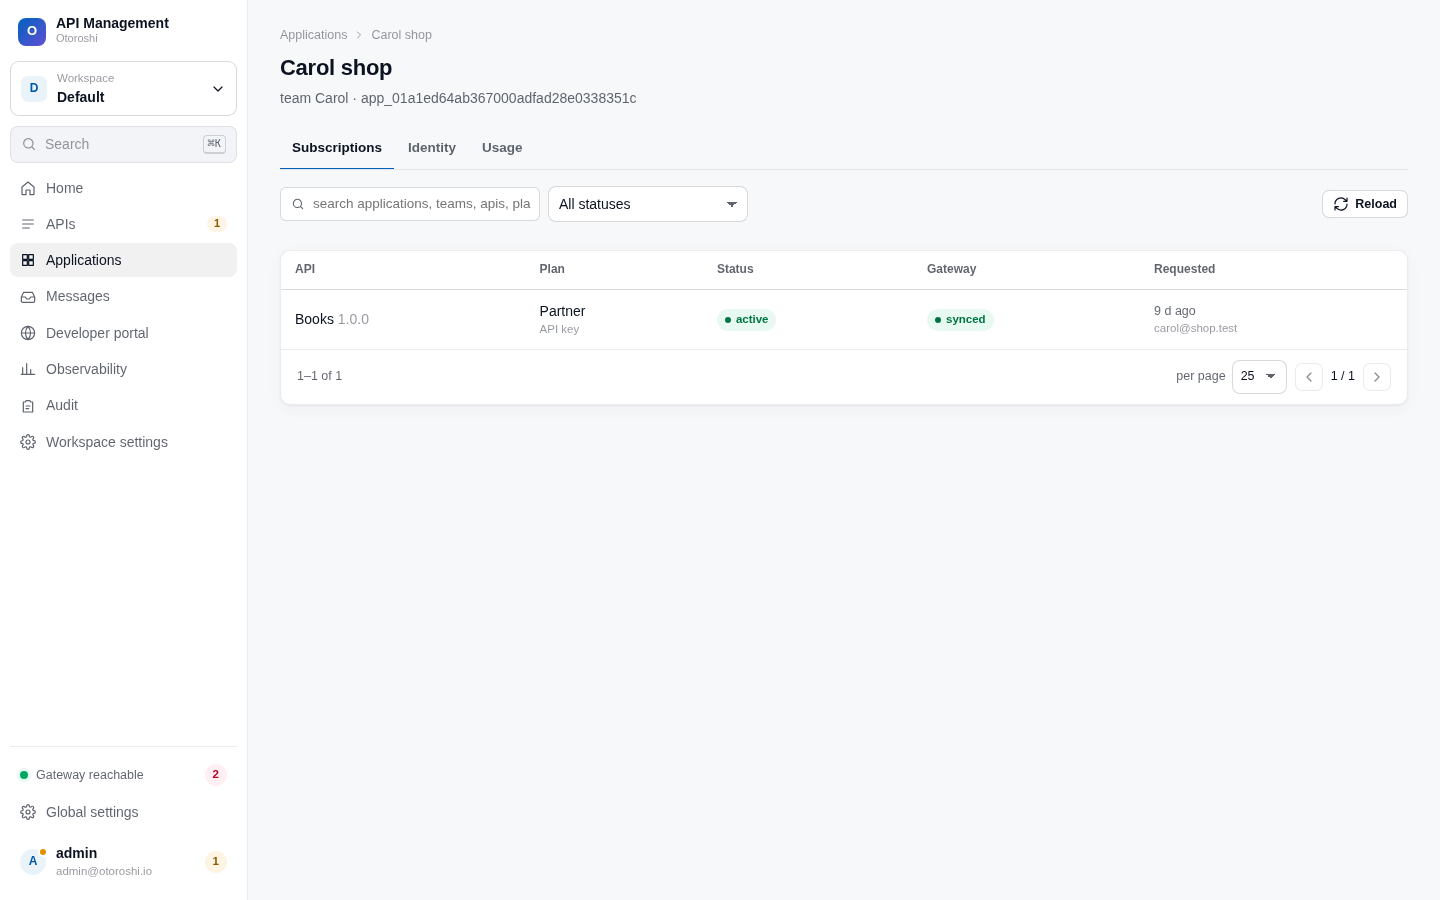 O
API Management
Otoroshi
D
Workspace
Default
Search
⌘K
Home
APIs
1
Applications
Messages
Developer portal
Observability
Audit
Workspace settings
Gateway reachable
2
Global settings
A
admin
admin@otoroshi.io
1
Applications
Carol shop
Carol shop
team Carol · app_01a1ed64ab367000adfad28e0338351c
Subscriptions
Identity
Usage
search applications, teams, apis, pla
All statuses
Reload
API
Plan
Status
Gateway
Requested
Books 1.0.0
Partner
API key
active
synced
9 d ago
carol@shop.test
1–1 of 1
per page
25
1 / 1